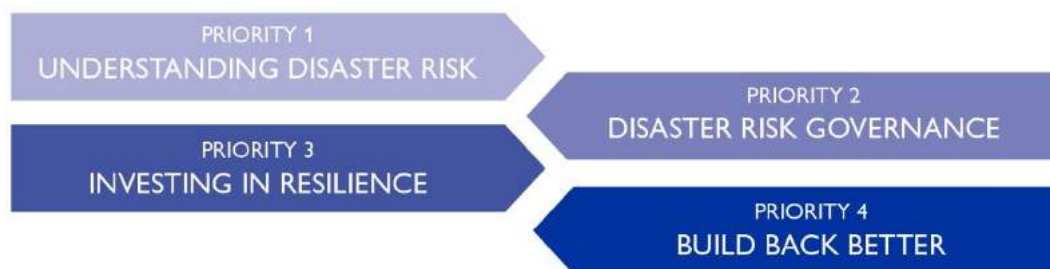 PRIORITY 1
UNDERSTANDING DISASTER RISK
PRIORITY 2
DISASTER RISK GOVERNANCE
PRIORITY 3
INVESTING IN RESILIENCE
PRIORITY 4
BUILD BACK BETTER